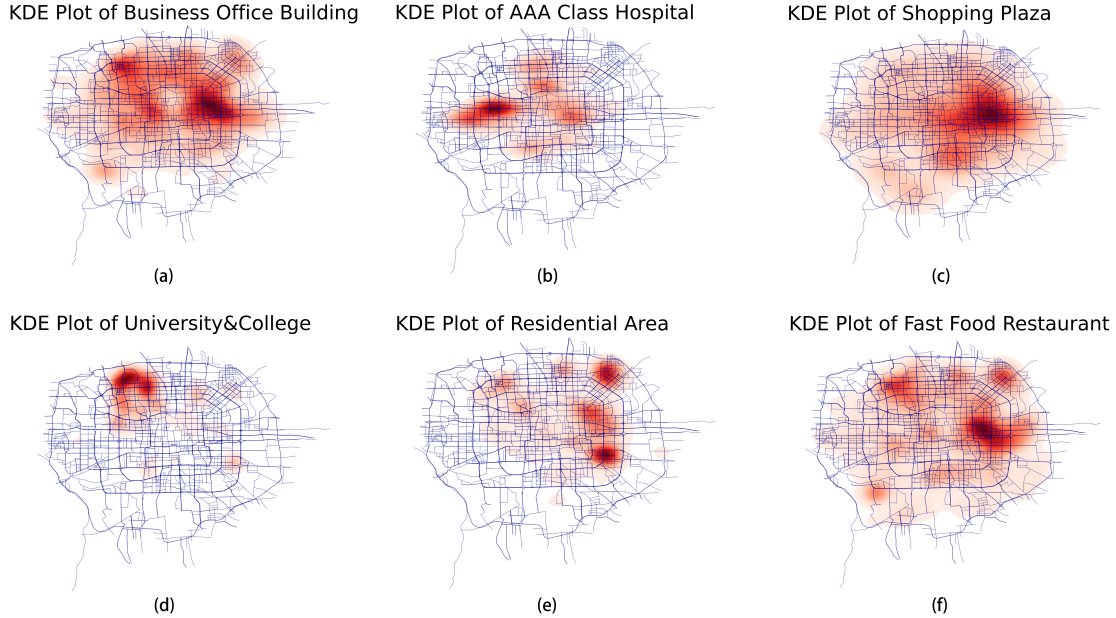 KDE Plot of Business Office Building
KDE Plot of AAA Class Hospital
KDE Plot of Shopping Plaza
(a)
(b)
(c)
KDE Plot of University&College
KDE Plot of Residential Area
KDE Plot of Fast Food Restaurant
(d)
(e)
(f)